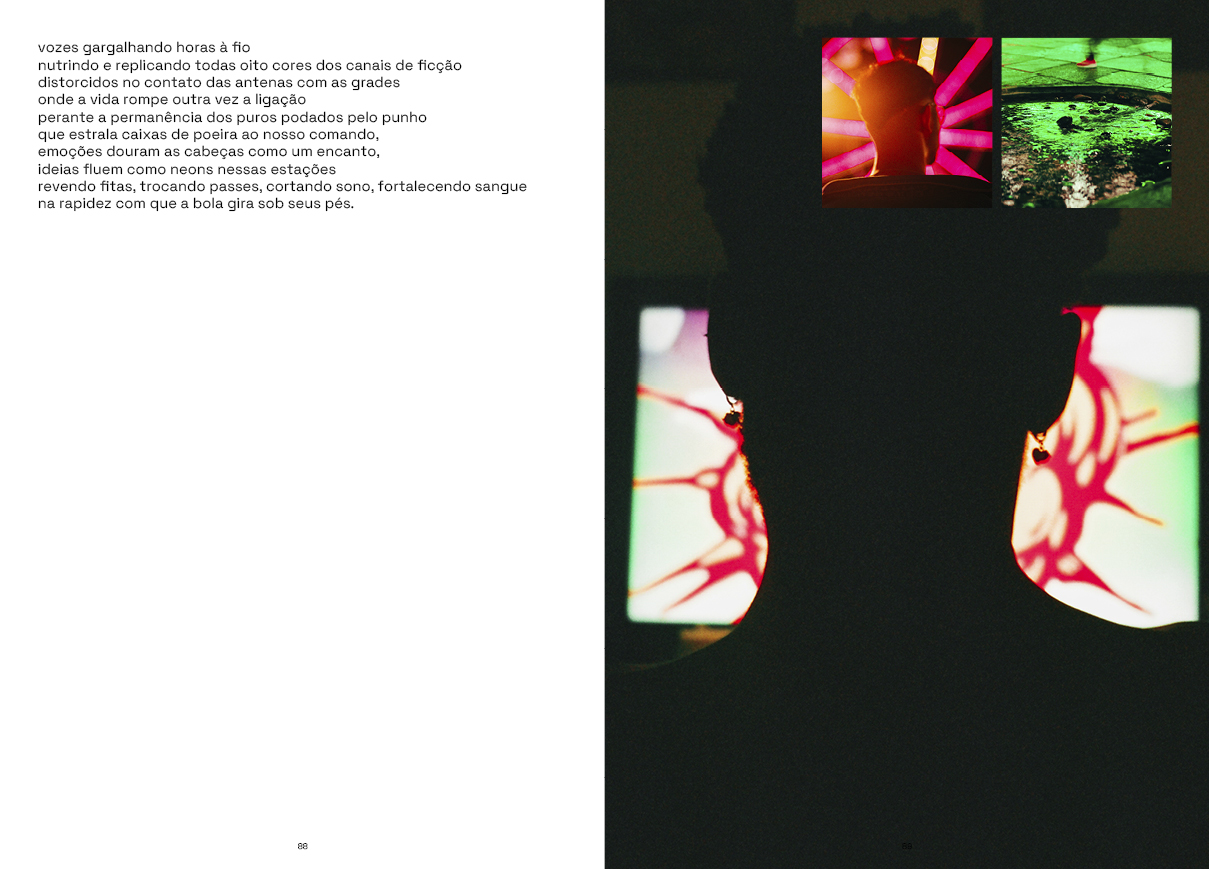 vozes gargalhando horas à fio
nutrindo e replicando todas oito cores dos canais de ficção
distorcidos no contato das antenas com as grades
onde a vida rompe outra vez a ligação
perante a permanência dos puros podados pelo punho
que estrala caixas de poeira ao nosso comando,
emoções douram as cabeças como um encanto,
ideias fluem como neons nessas estações
revendo fitas, trocando passes, cortando sono, fortalecendo sangue
na rapidez com que a bola gira sob seus pés.
88